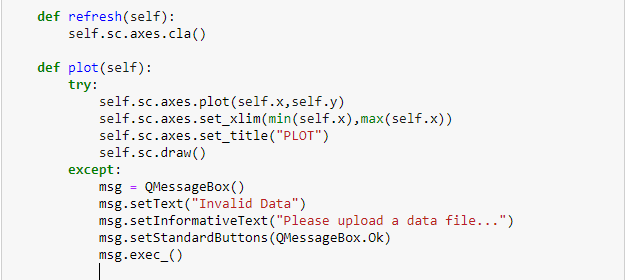 def refresh(self):
    self.sc.axes.cla()

def plot(self):
    try:
        self.sc.axes.plot(self.x,self.y)
        self.sc.axes.set_xlim(min(self.x),max(self.x))
        self.sc.axes.set_title("PLOT")
        self.sc.draw()
    except:
        msg = QMessageBox()
        msg.setText("Invalid Data")
        msg.setInformativeText("Please upload a data file...")
        msg.setStandardButtons(QMessageBox.Ok)
        msg.exec_()